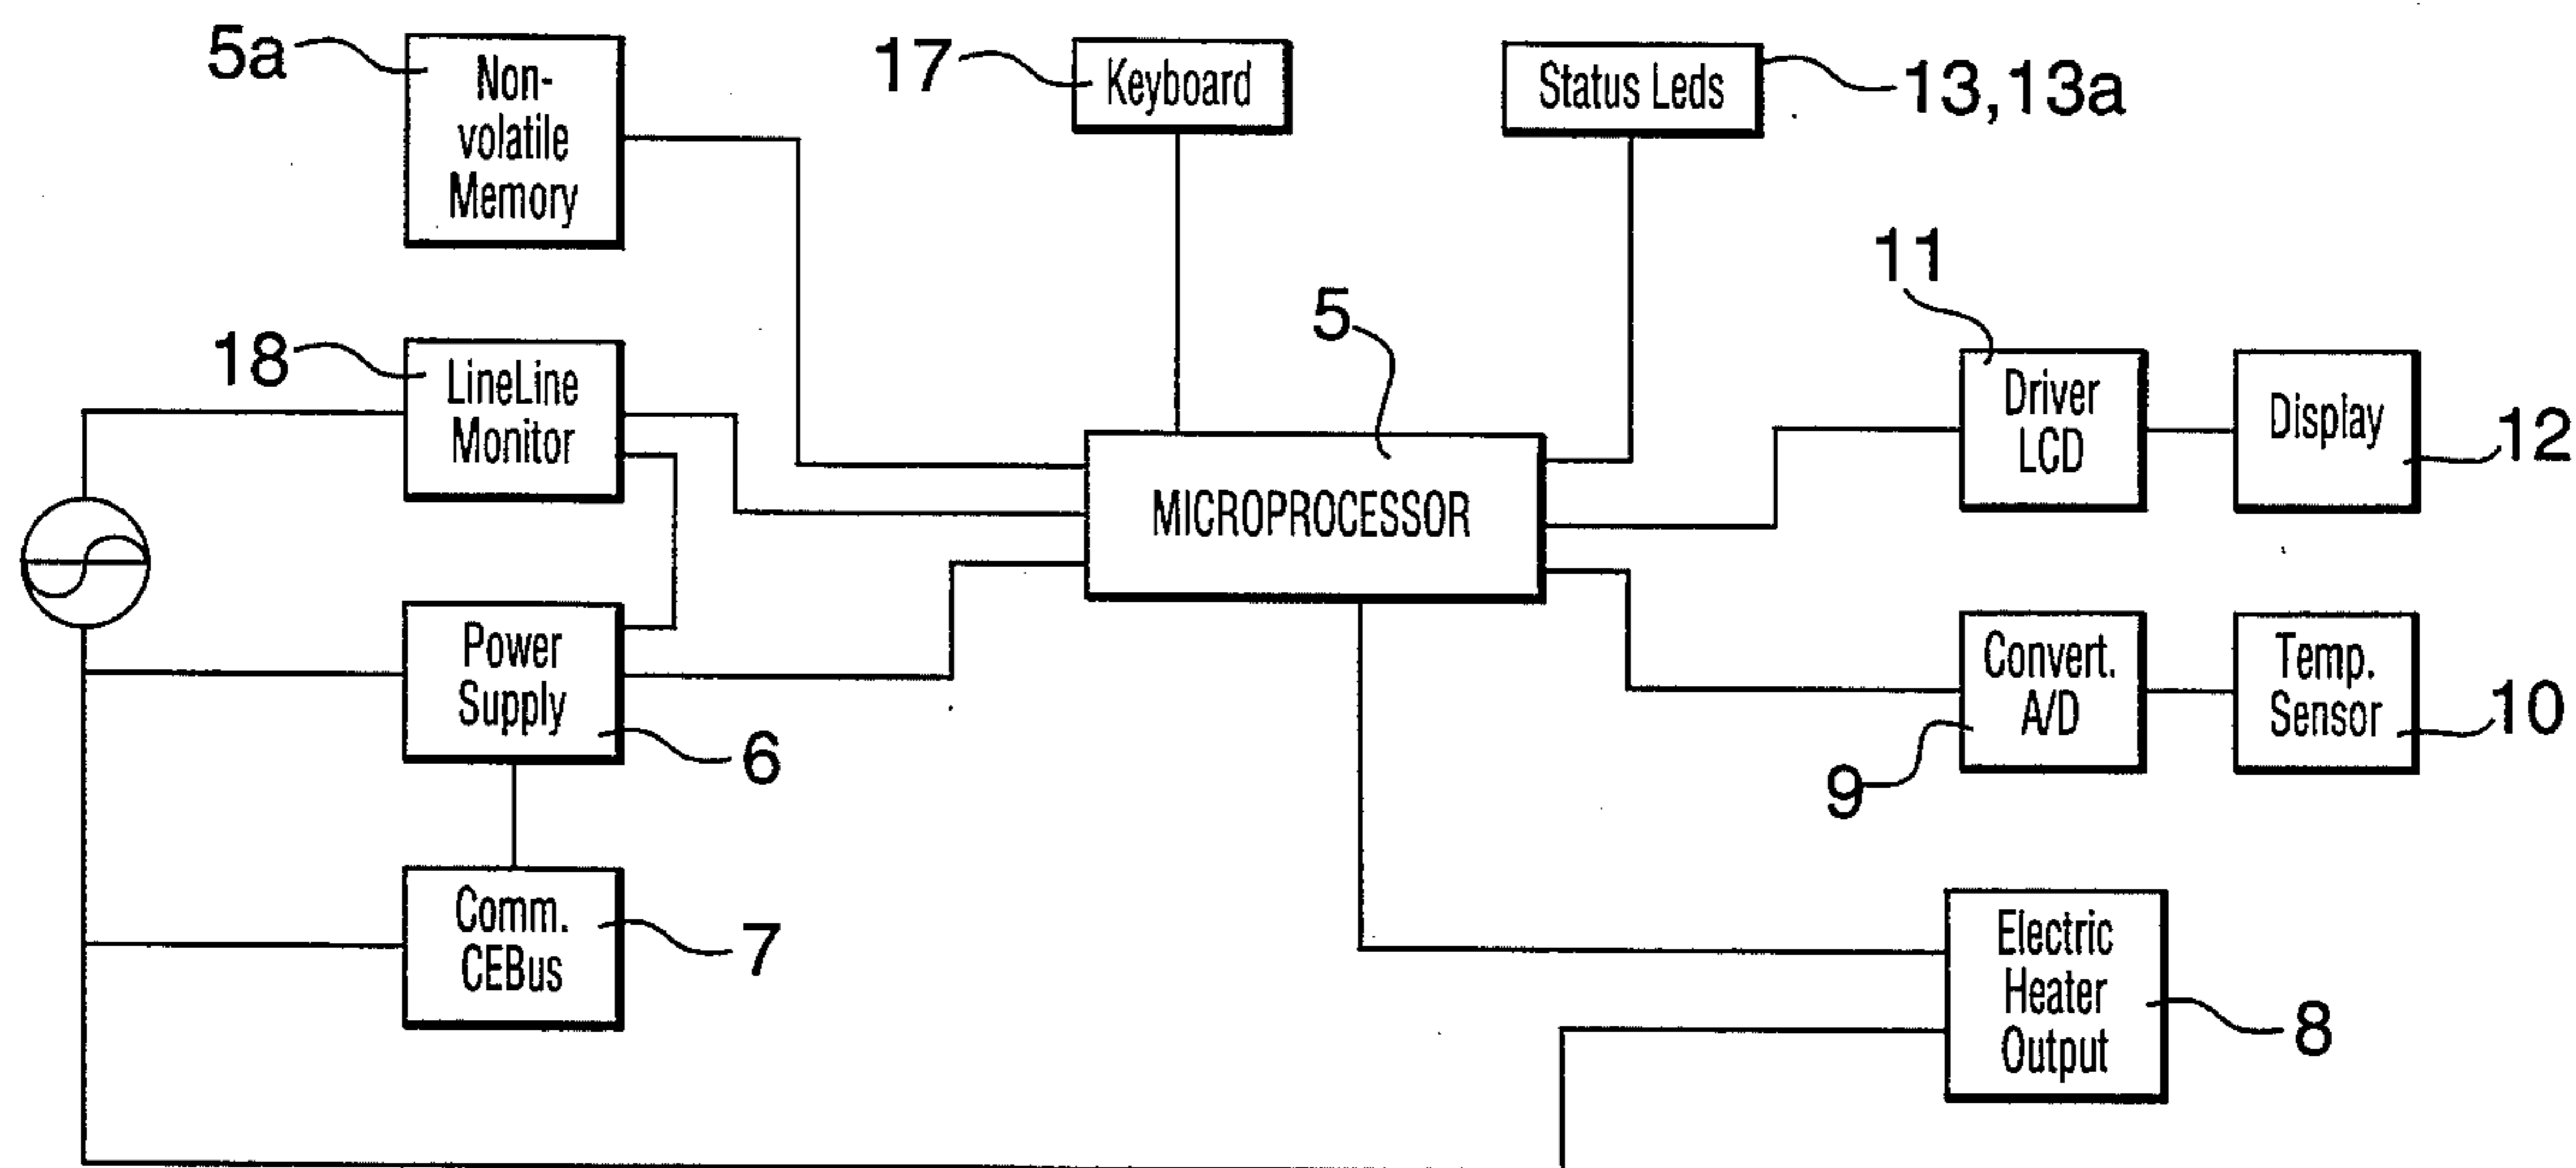 5a
Non-
volatile
Memory
17
Keyboard
Status Leds
13,13a
18
LineLine
Monitor
5
MICROPROCESSOR
11
Driver
LCD
Display
12
Power
Supply
6
Convert.
A/D
9
Temp.
Sensor
10
Comm.
CEBus
7
Electric
Heater
Output
8